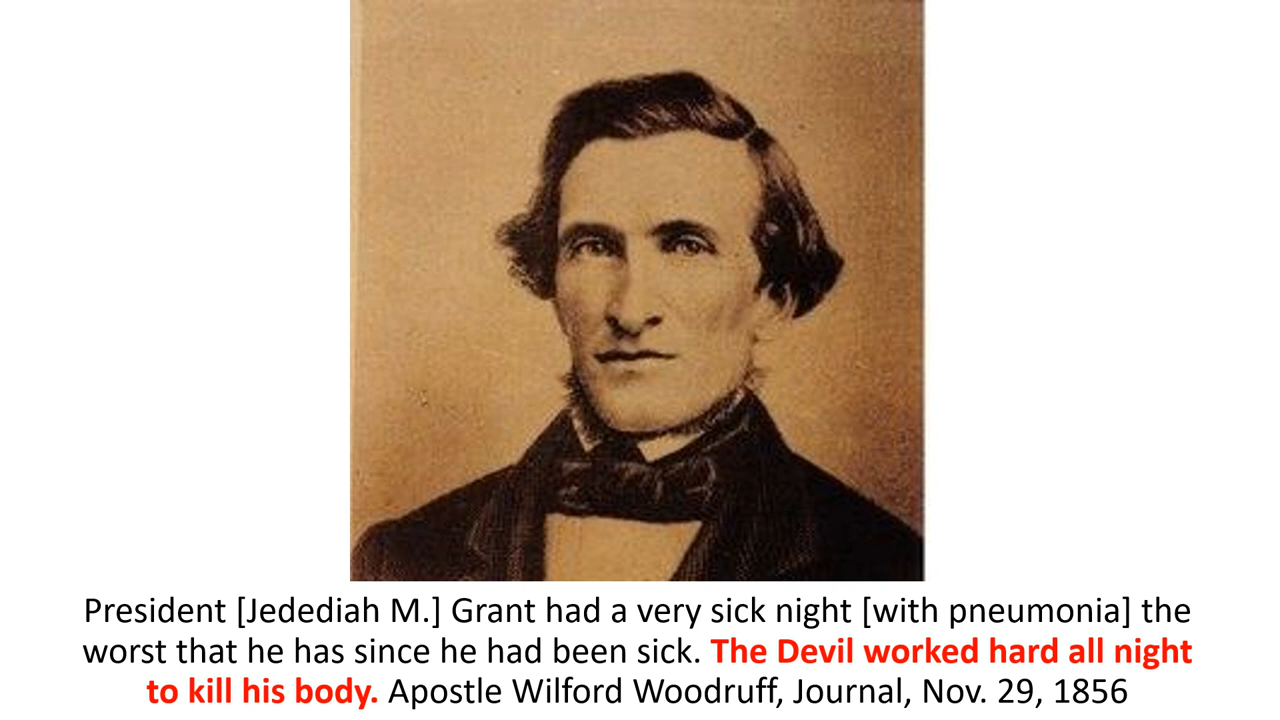 President [Jedediah M.] Grant had a very sick night [with pneumonia] the
worst that he has since he had been sick. The Devil worked hard all night
to kill his body. Apostle Wilford Woodruff, Journal, Nov. 29, 1856